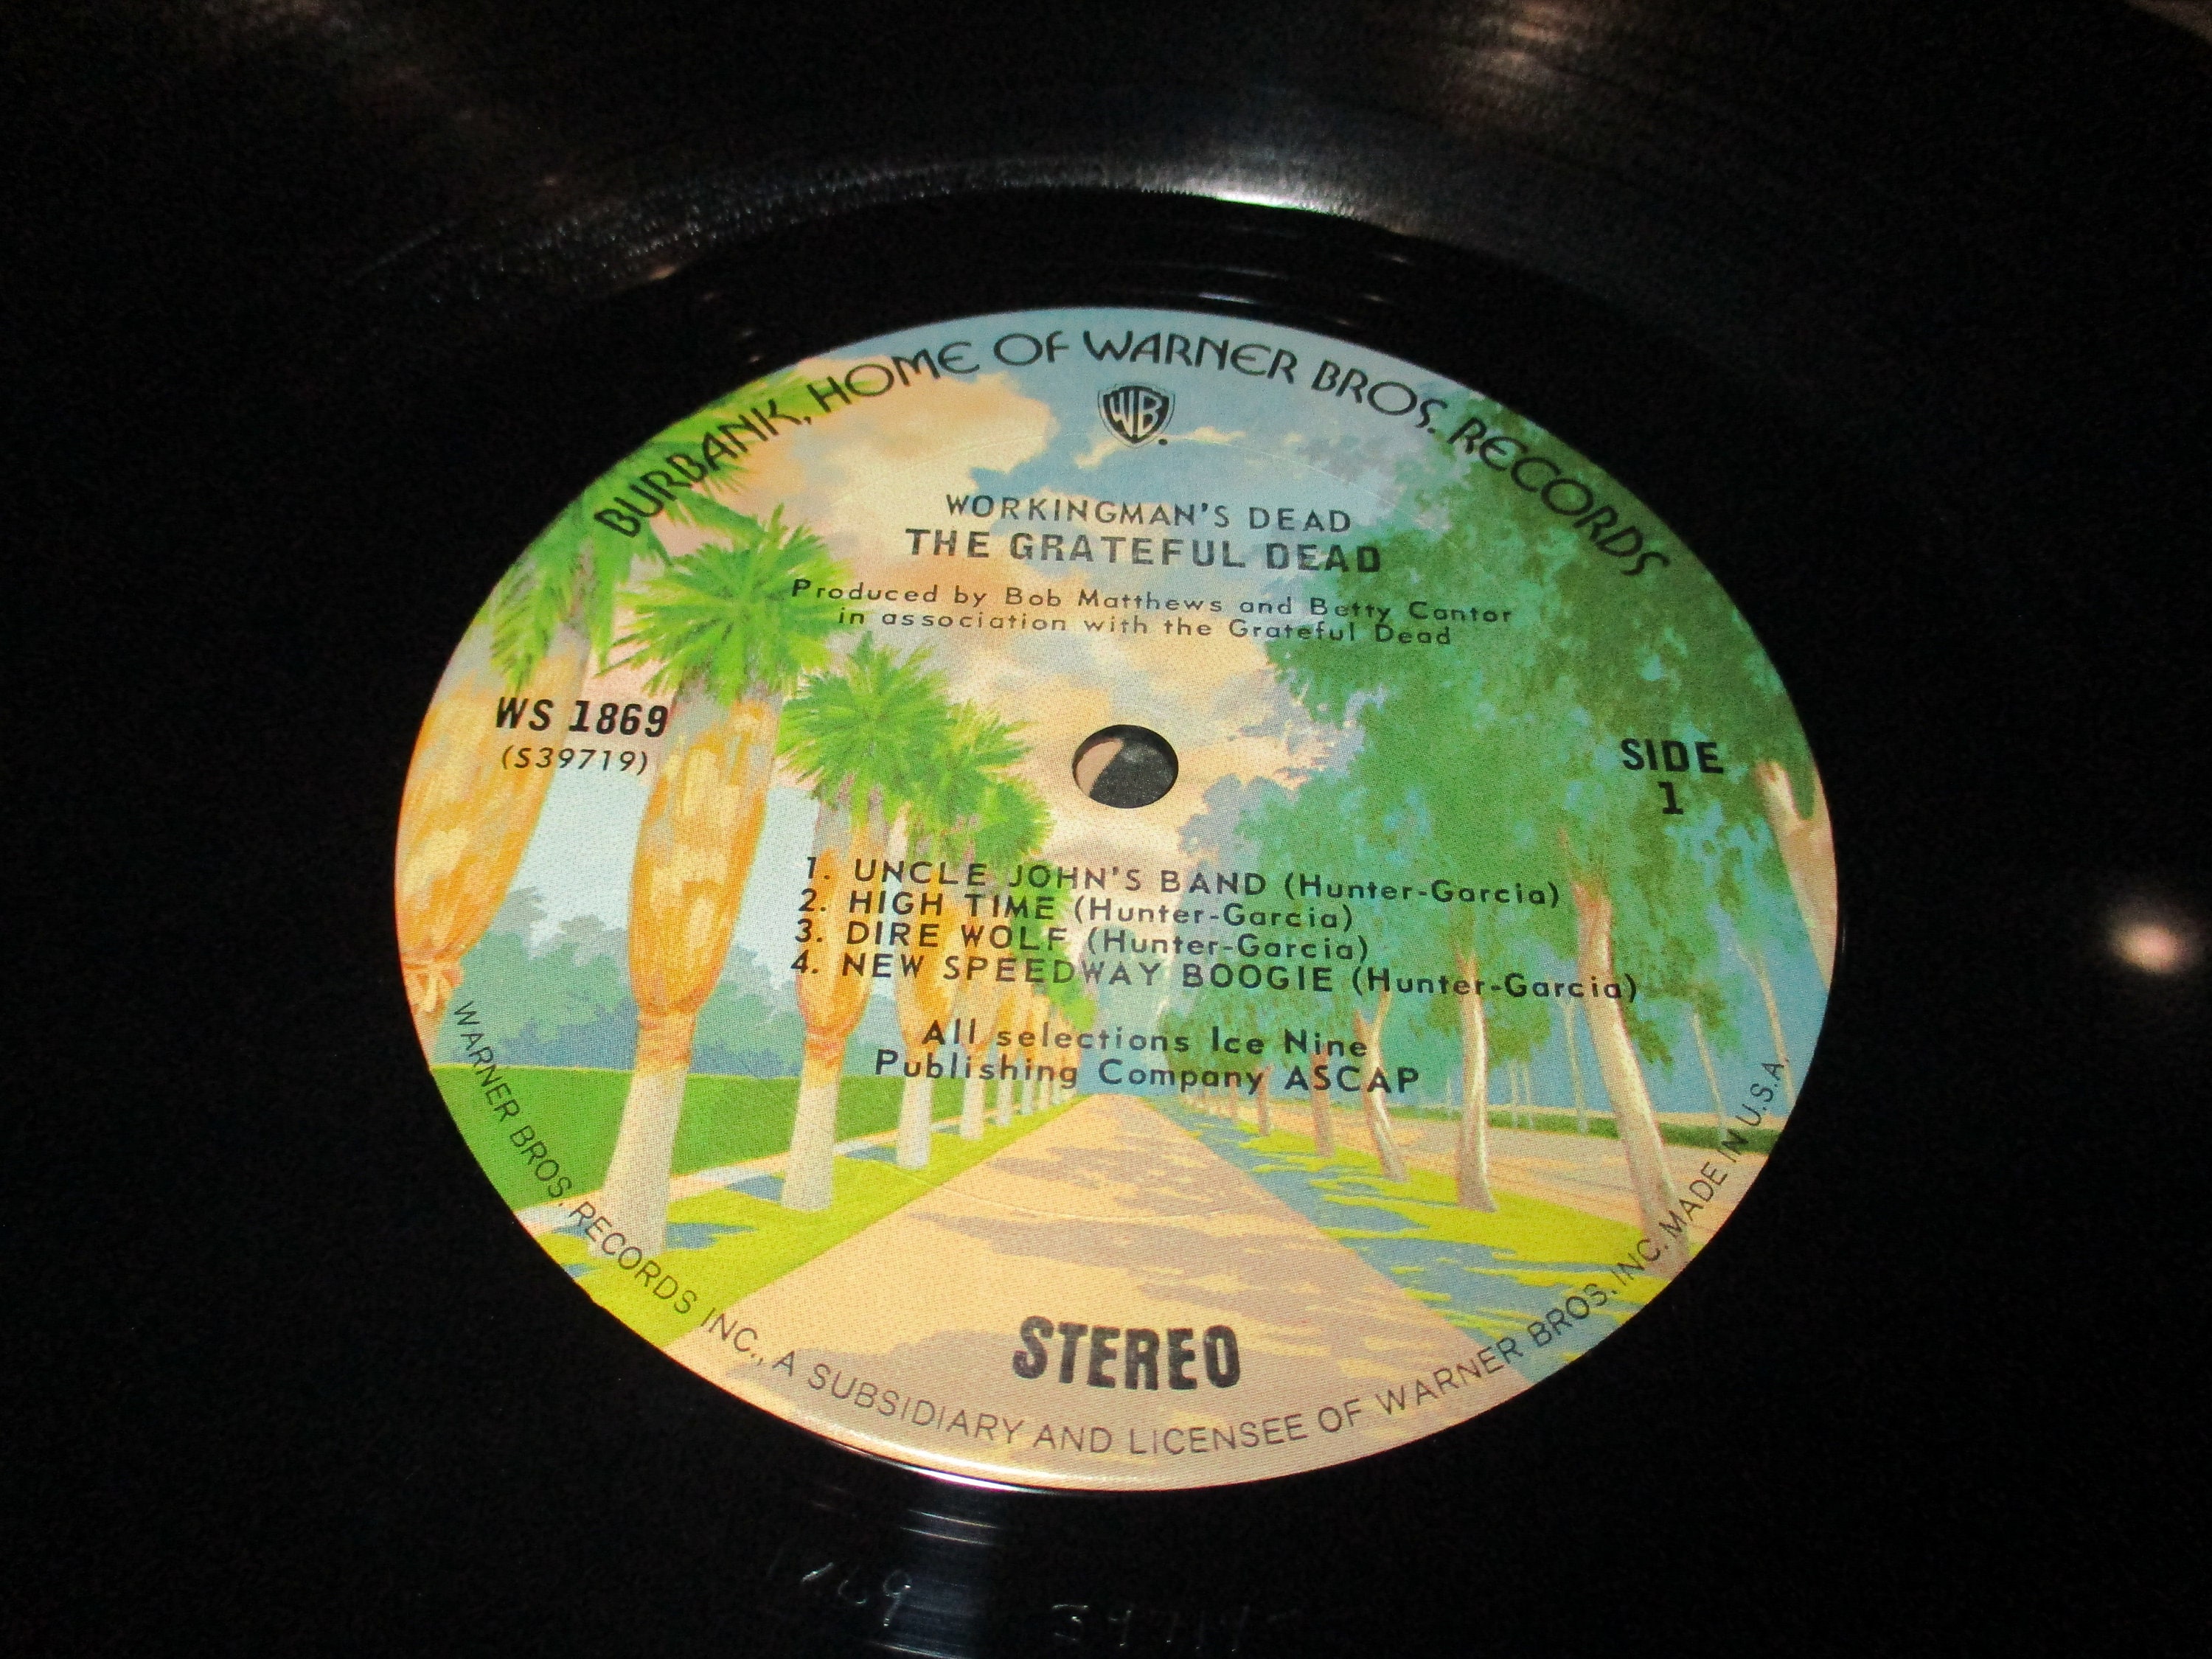 BURBANK, HOME OF WARNER BROS. RECORDS
WB
WORKINGMAN'S DEAD
THE GRATEFUL DEAD
Produced by Bob Matthews and Betty Cantor
in association with the Grateful Dead
WS 1869
(S39719)
SIDE
1
1. UNCLE JOHN'S BAND (Hunter-Garcia)
2. HIGH TIME (Hunter-Garcia)
3. DIRE WOLF (Hunter-Garcia)
4. NEW SPEEDWAY BOOGIE (Hunter-Garcia)
All selections Ice Nine
Publishing Company ASCAP
STEREO
WARNER BROS. RECORDS INC., A SUBSIDIARY AND LICENSEE OF WARNER BROS. INC. MADE IN U.S.A.